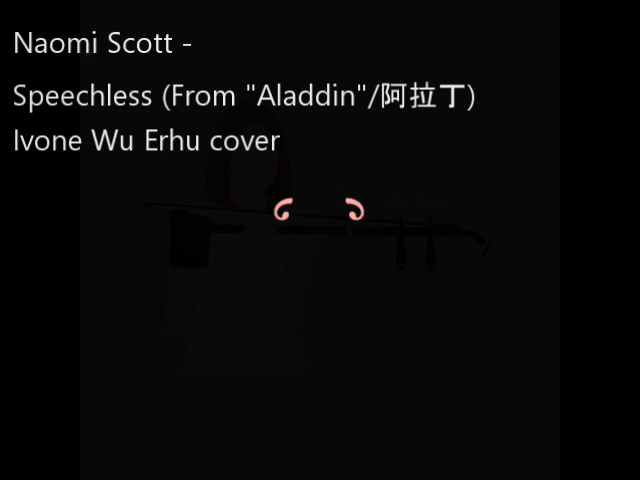 Naomi Scott -
Speechless (From "Aladdin"/阿拉丁)
Ivone Wu Erhu cover